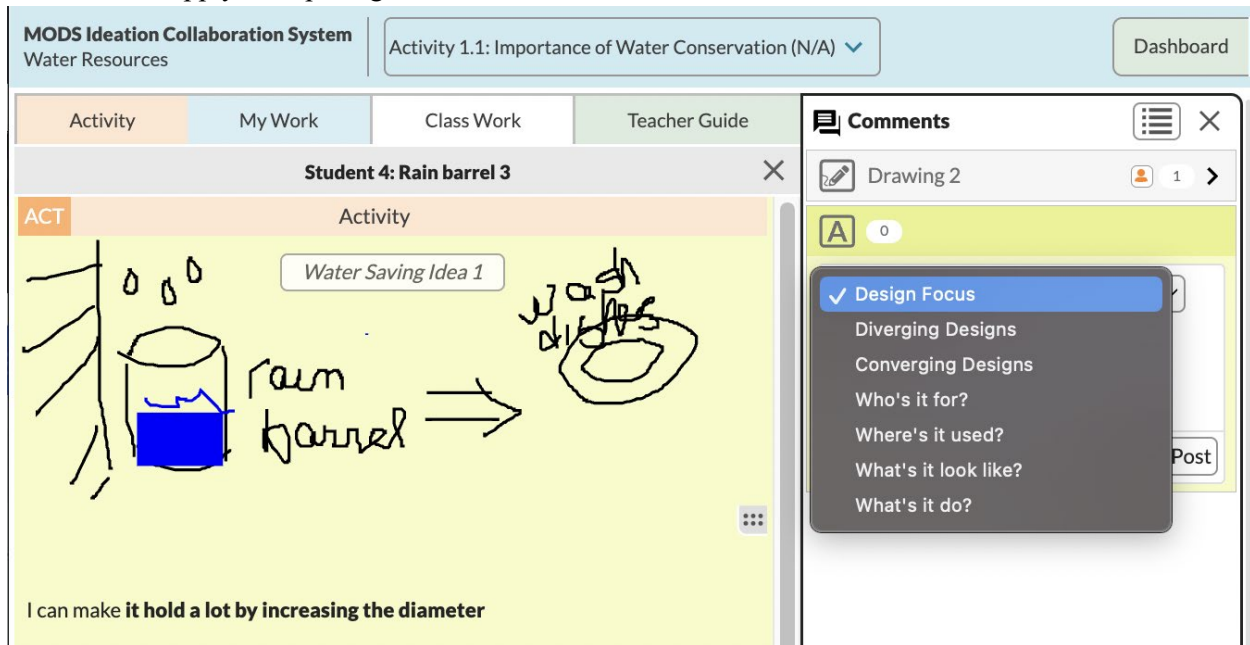 MODS Ideation Collaboration System
Water Resources
Activity 1.1: Importance of Water Conservation (N/A)
Dashboard
Activity
My Work
Class Work
Teacher Guide
Student 4: Rain barrel 3
ACT
Activity
Water Saving Idea 1
wash
dishes
rain
barrel
I can make it hold a lot by increasing the diameter
Comments
Drawing 2
1
A
0
Design Focus
Diverging Designs
Converging Designs
Who's it for?
Where's it used?
What's it look like?
What's it do?
Post